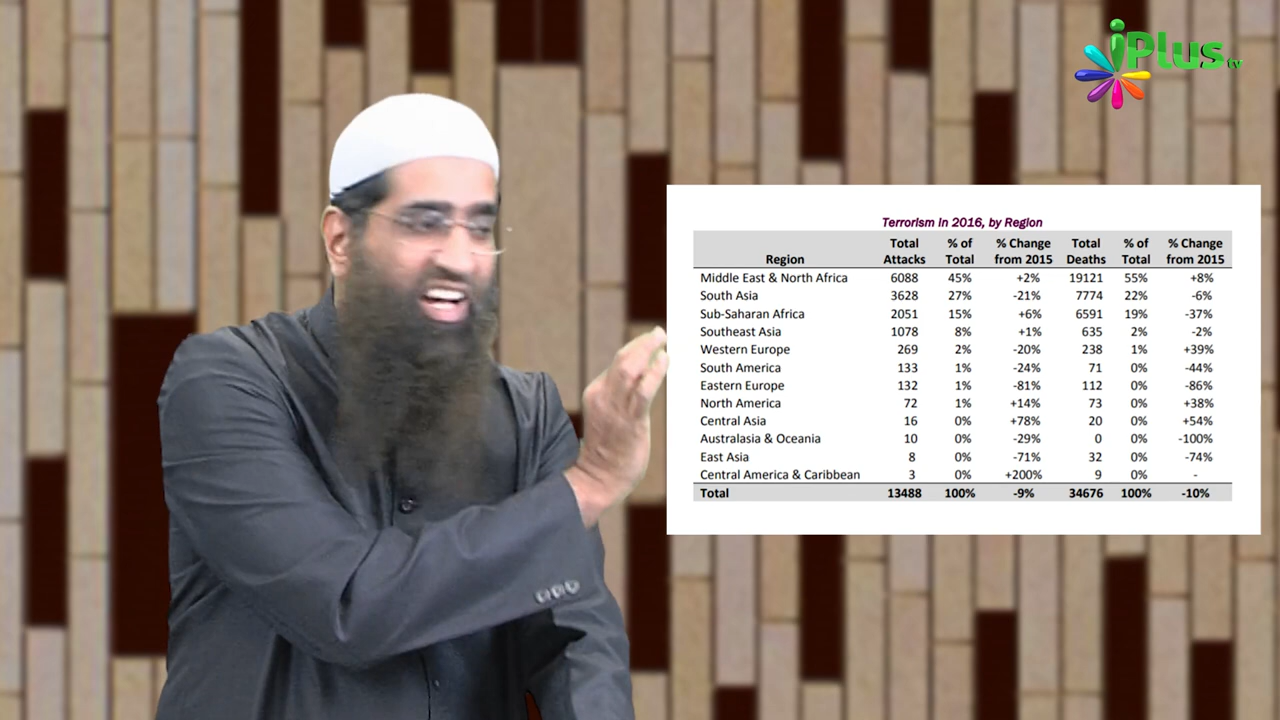 iPlus tv
Terrorism in 2016, by Region
Total % of % Change Total % of % Change
Region Attacks Total from 2015 Deaths Total from 2015
Middle East & North Africa 6088 45% +2% 19121 55% +8%
South Asia 3628 27% -21% 7774 22% -6%
Sub-Saharan Africa 2051 15% +6% 6591 19% -37%
Southeast Asia 1078 8% +1% 635 2% -2%
Western Europe 269 2% -20% 238 1% +39%
South America 133 1% -24% 71 0% -44%
Eastern Europe 132 1% -81% 112 0% -86%
North America 72 1% +14% 73 0% +38%
Central Asia 16 0% +78% 20 0% +54%
Australasia & Oceania 10 0% -29% 0 0% -100%
East Asia 8 0% -71% 32 0% -74%
Central America & Caribbean 3 0% +200% 9 0% -
Total 13488 100% -9% 34676 100% -10%